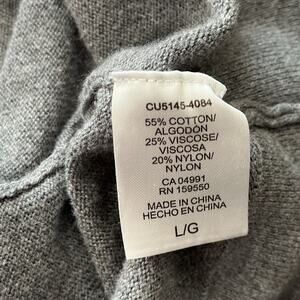 CU5145-4084
55% COTTON/
ALGODÓN
25% VISCOSE/
VISCOSA
20% NYLON/
NYLON
CA 04991
RN 159550
MADE IN CHINA
HECHO EN CHINA
L/G